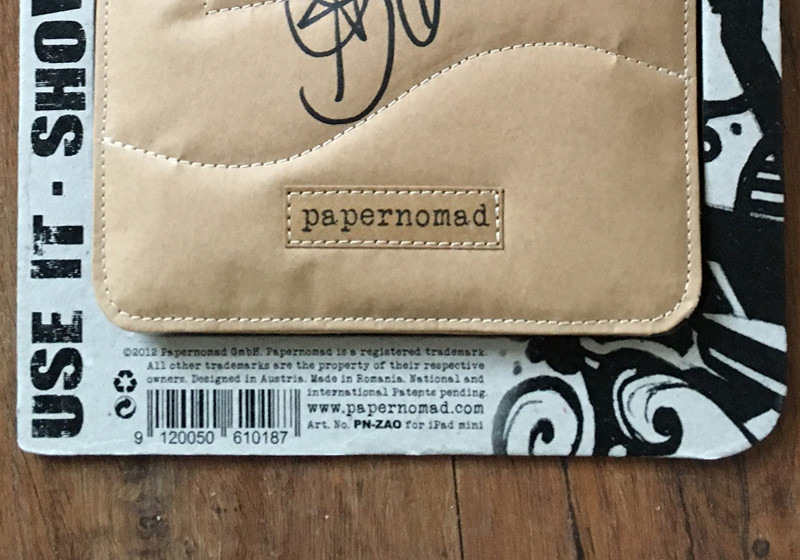 USE IT · SHOW
papernomad
©2012 Papernomad GmbH. Papernomad is a registered trademark.
All other trademarks are the property of their respective
owners. Designed in Austria. Made in Romania. National and
international Patents pending.
www.papernomad.com
Art. No. PN-ZAO for iPad mini
9 120050 610187